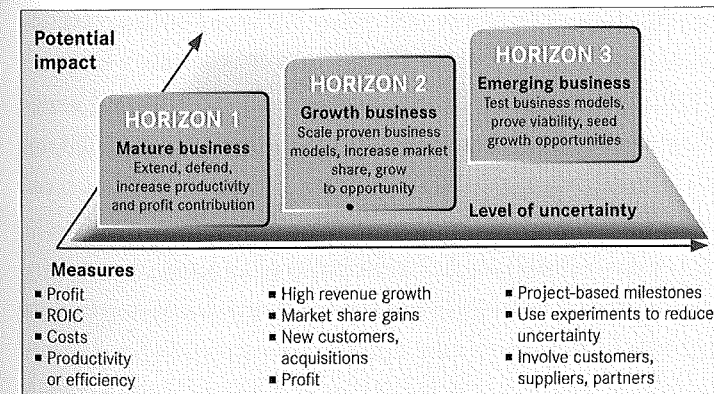 Potential
impact
HORIZON 1
Mature business
Extend, defend,
increase productivity
and profit contribution
HORIZON 2
Growth business
Scale proven business
models, increase market
share, grow
to opportunity
HORIZON 3
Emerging business
Test business models,
prove viability, seed
growth opportunities
Level of uncertainty
Measures
▪ Profit
▪ ROIC
▪ Costs
▪ Productivity
or efficiency
▪ High revenue growth
▪ Market share gains
▪ New customers,
acquisitions
▪ Profit
▪ Project-based milestones
▪ Use experiments to reduce
uncertainty
▪ Involve customers,
suppliers, partners